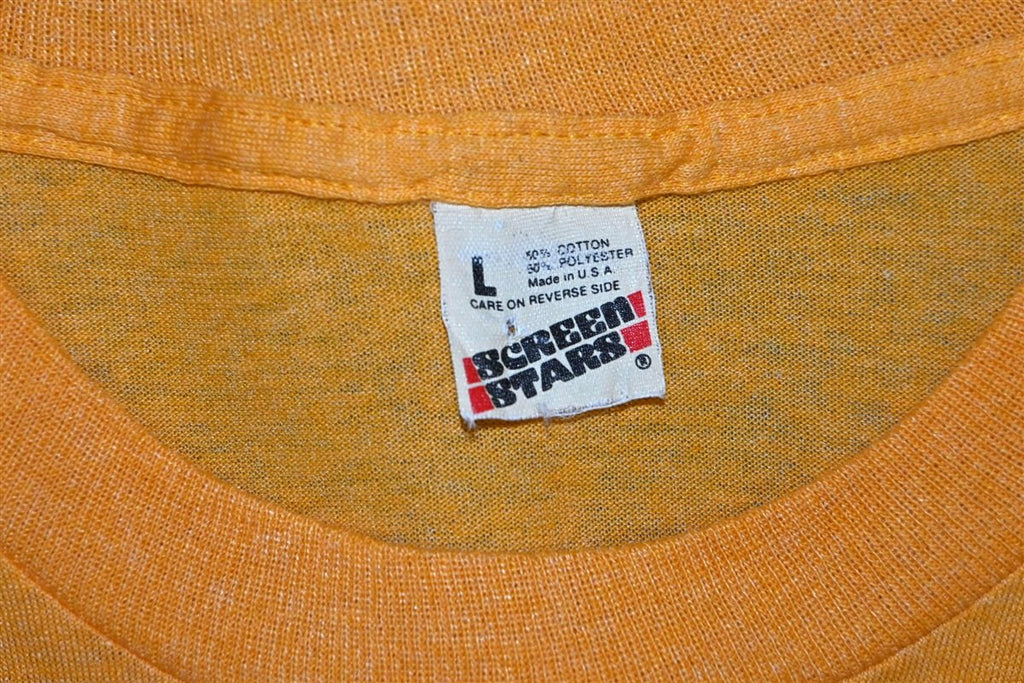 L
50% COTTON
50% POLYESTER
Made in U.S.A.
CARE ON REVERSE SIDE
SCREEN
STARS
®